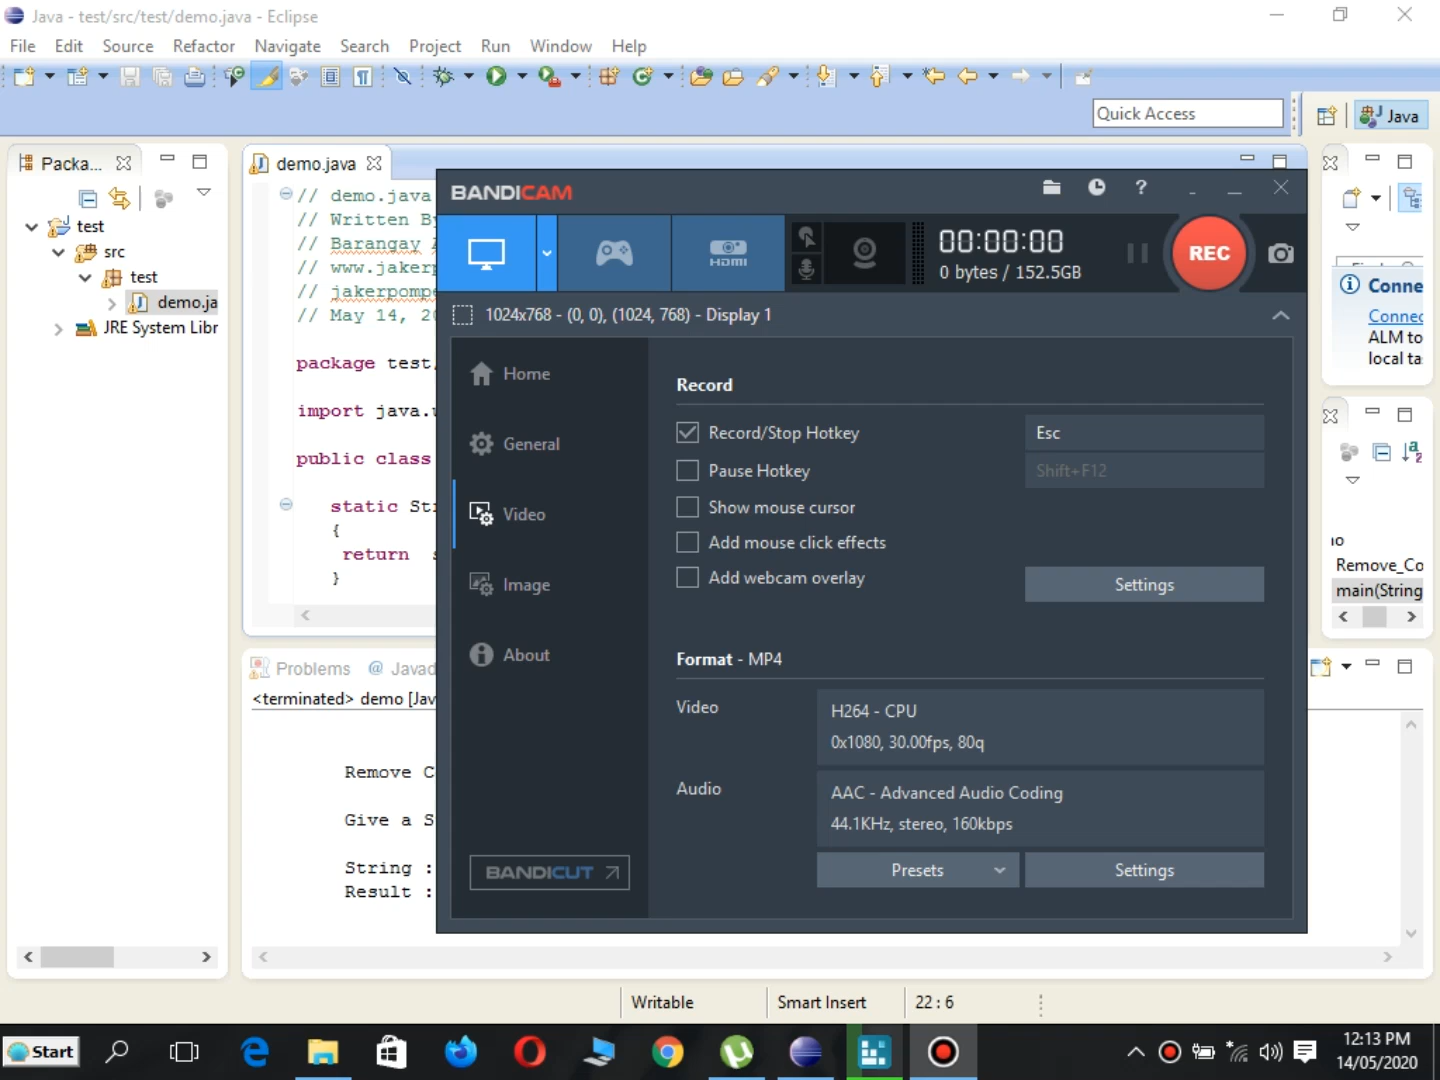 Java - test/src/test/demo.java - Eclipse
File Edit Source Refactor Navigate Search Project Run Window Help
Quick Access
Java
Packa...
test
src
test
demo.ja
JRE System Libr
demo.java
// demo.java
// Written By
// Barangay
// www.jakerp
// jakerpompe
// May 14, 20
package test
import java.u
public class
static Str
{
return s
}
BANDICAM
?
HDMI
00:00:00
0 bytes / 152.5GB
REC
1024x768 - (0, 0), (1024, 768) - Display 1
Home
General
Video
Image
About
BANDICUT
Record
Record/Stop Hotkey Esc
Pause Hotkey Shift+F12
Show mouse cursor
Add mouse click effects
Add webcam overlay Settings
Format - MP4
Video H264 - CPU
0x1080, 30.00fps, 80q
Audio AAC - Advanced Audio Coding
44.1KHz, stereo, 160kbps
Presets Settings
Conne
Connec
ALM to
local ta
Remove_Co
main(String
Problems @ Javad
<terminated> demo [Jav
Remove C
Give a S
String :
Result :
Writable Smart Insert 22 : 6
Start
12:13 PM
14/05/2020